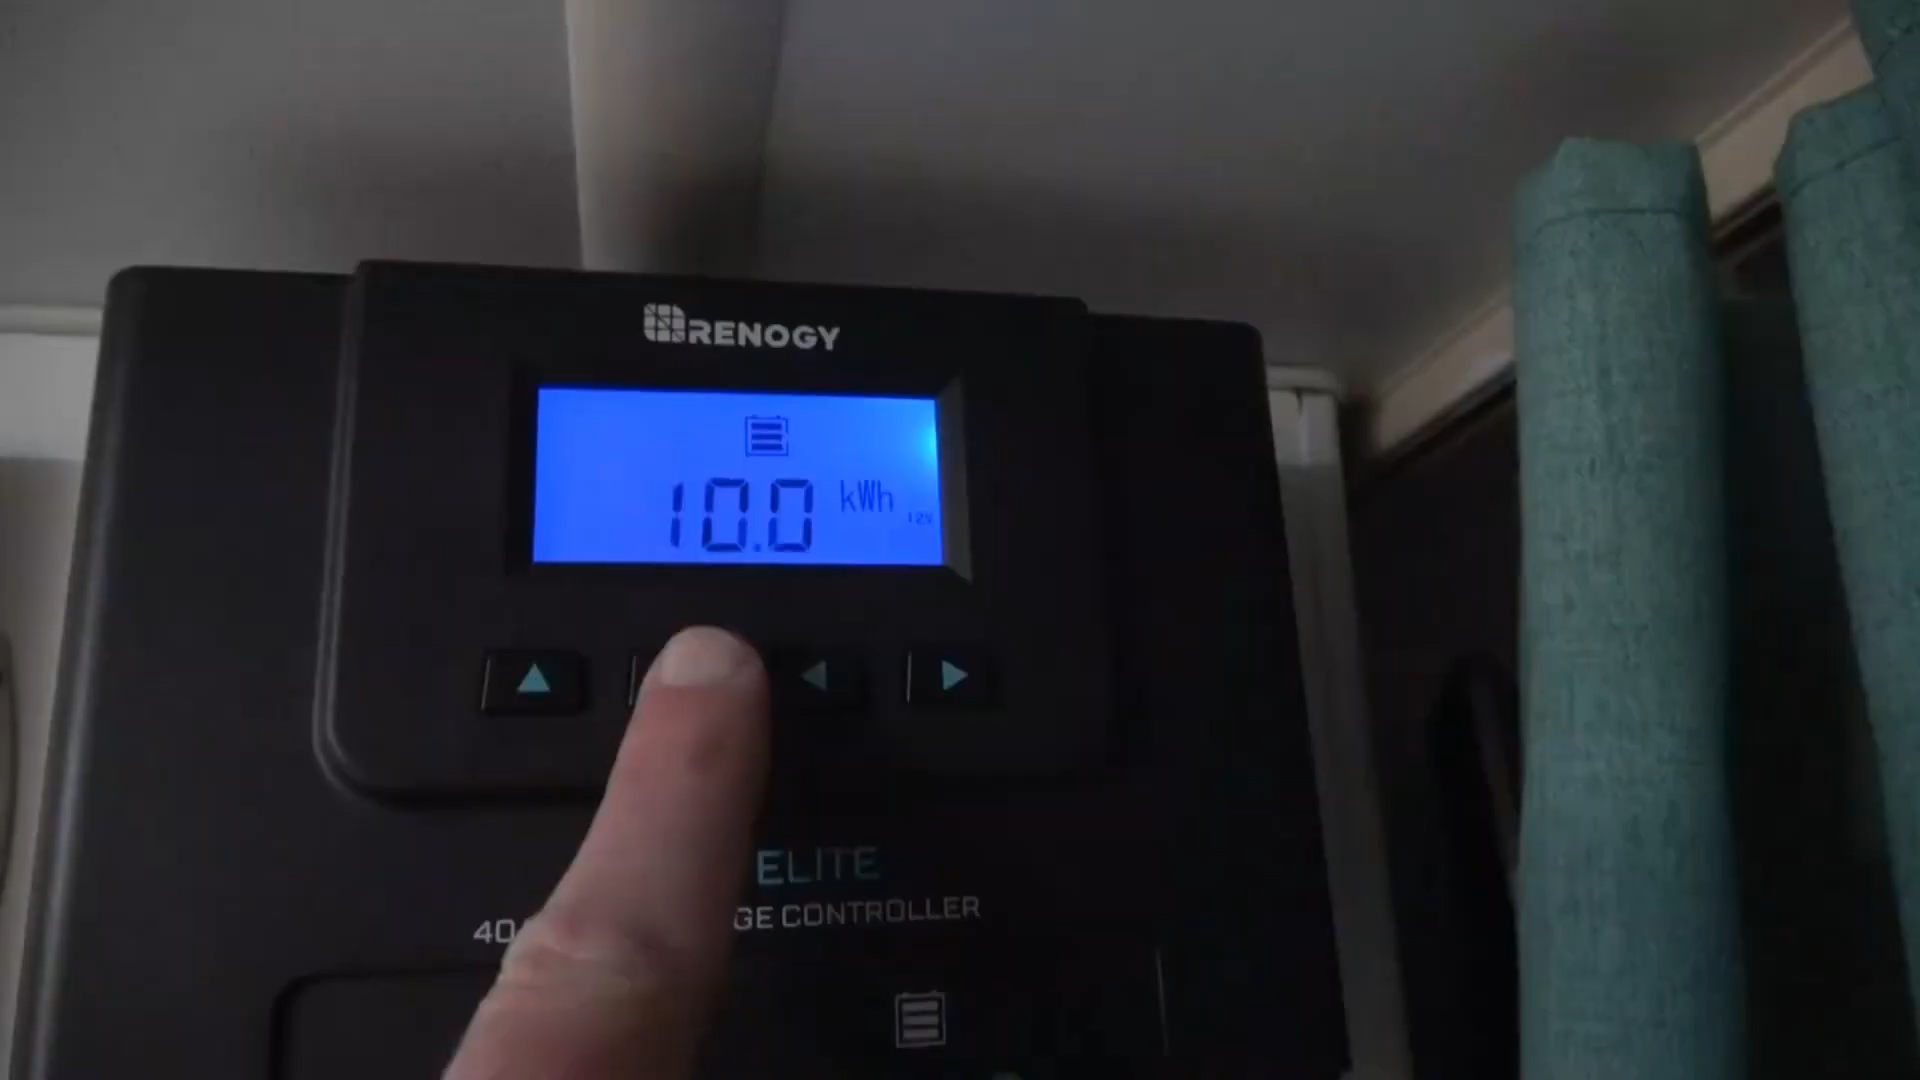 RENOGY
10.0 kWh
12V
ELITE
40 GE CONTROLLER